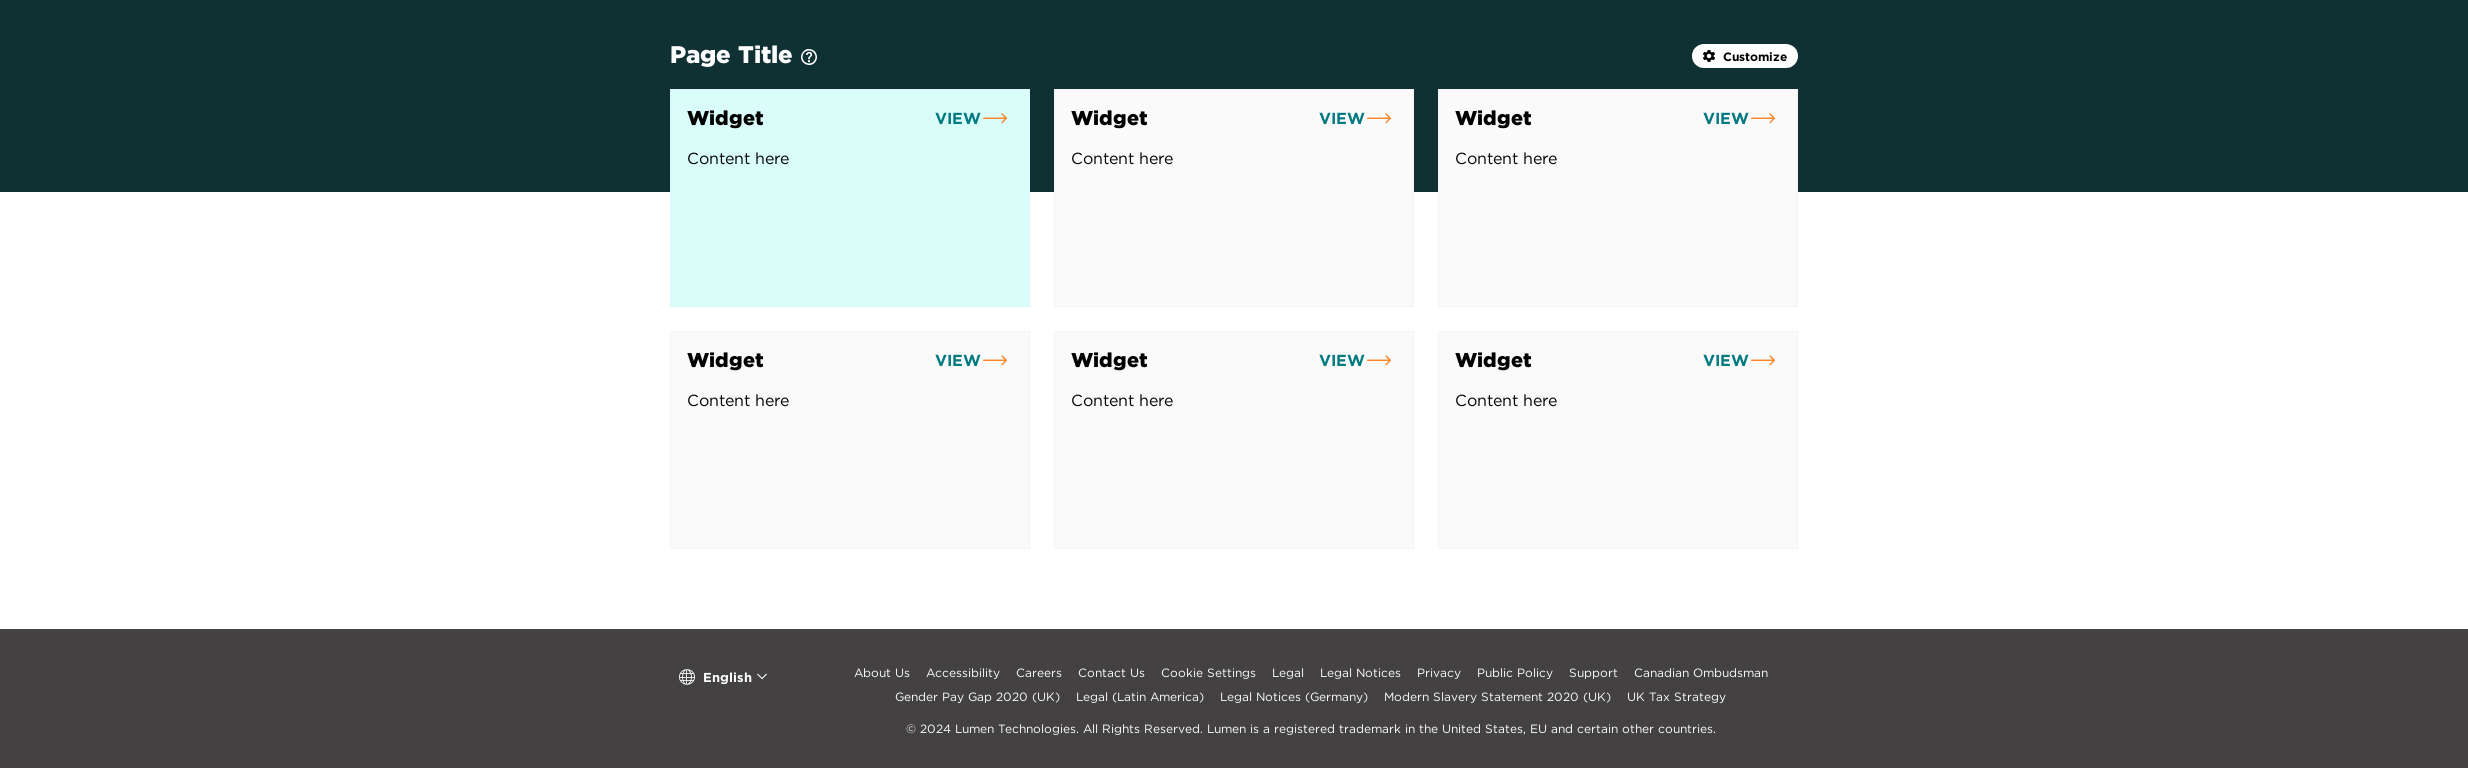 Page Title
Customize
Widget VIEW
Content here
Widget VIEW
Content here
Widget VIEW
Content here
Widget VIEW
Content here
Widget VIEW
Content here
Widget VIEW
Content here
English
About Us Accessibility Careers Contact Us Cookie Settings Legal Legal Notices Privacy Public Policy Support Canadian Ombudsman
Gender Pay Gap 2020 (UK) Legal (Latin America) Legal Notices (Germany) Modern Slavery Statement 2020 (UK) UK Tax Strategy
© 2024 Lumen Technologies. All Rights Reserved. Lumen is a registered trademark in the United States, EU and certain other countries.